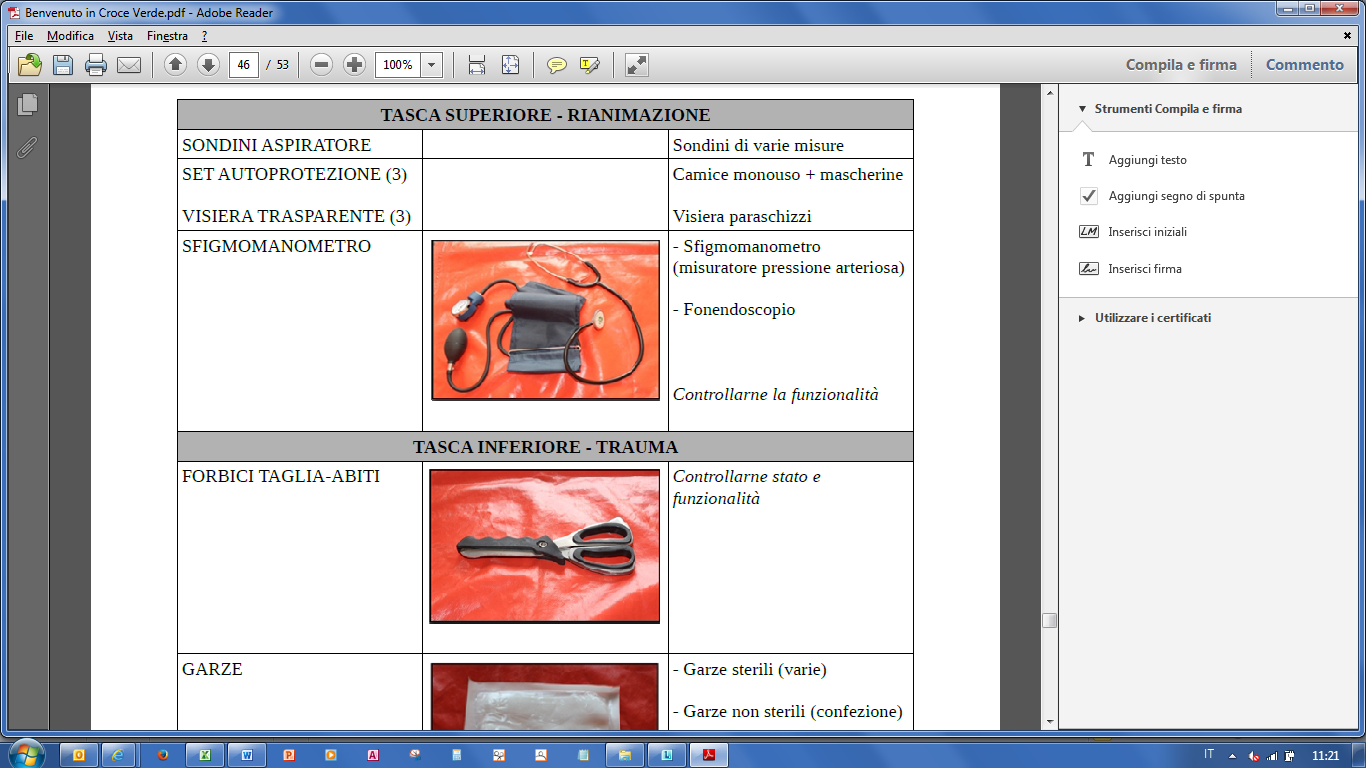 Benvenuto in Croce Verde.pdf - Adobe Reader
File Modifica Vista Finestra ?
46 / 53 100% Compila e firma Commento
TASCA SUPERIORE - RIANIMAZIONE
SONDINI ASPIRATORE
Sondini di varie misure
SET AUTOPROTEZIONE (3)
VISIERA TRASPARENTE (3)
Camice monouso + mascherine
Visiera paraschizzi
SFIGMOMANOMETRO
- Sfigmomanometro
(misuratore pressione arteriosa)
- Fonendoscopio
Controllarne la funzionalità
TASCA INFERIORE - TRAUMA
FORBICI TAGLIA-ABITI
Controllarne stato e
funzionalità
GARZE
- Garze sterili (varie)
- Garze non sterili (confezione)
Strumenti Compila e firma
T Aggiungi testo
Aggiungi segno di spunta
LM Inserisci iniziali
Inserisci firma
Utilizzare i certificati
IT 11:21